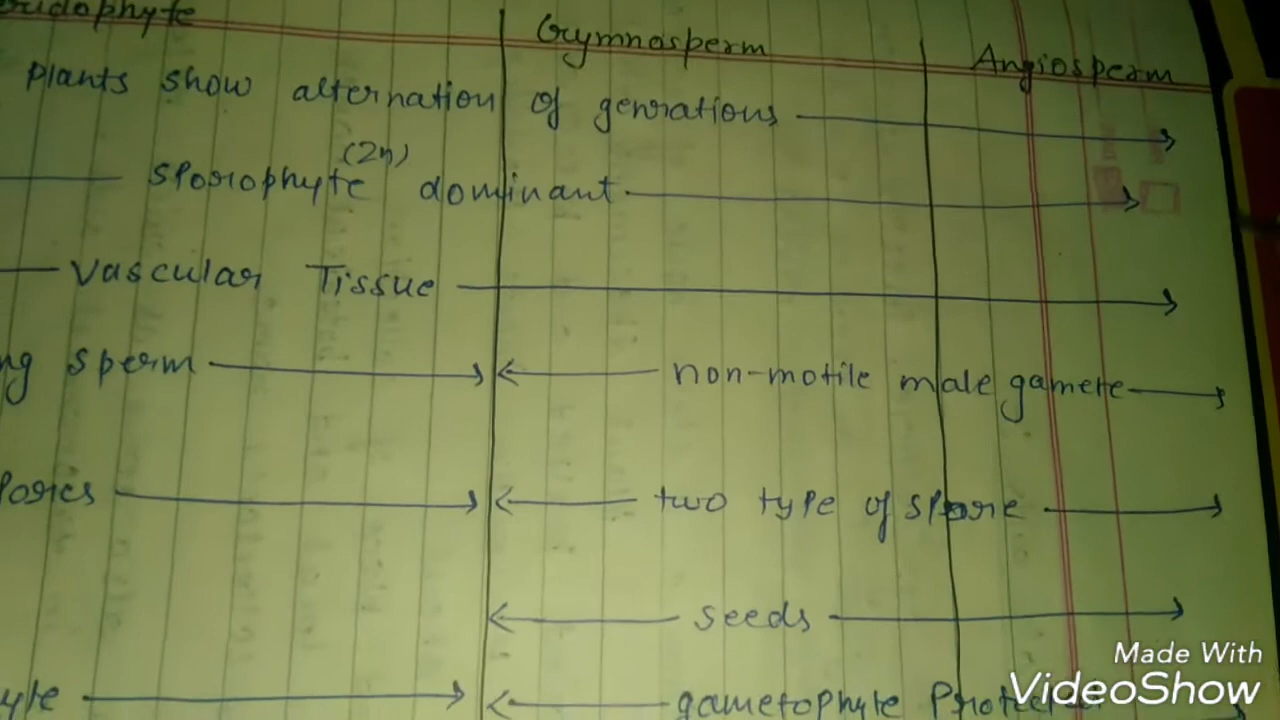 Gymnosperm
Angiosperm
Plants show alternation of genrations
(2n)
sporophyte dominant
Vascular Tissue
sperm
non-motile male gamete
two type of spore
seeds
gametophyte Protected
Made With
VideoShow